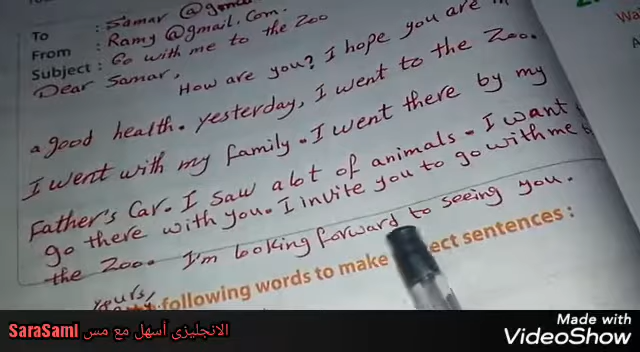 To : Samar @gmail
From : Ramy @gmail.Com.
Subject : Go with me to the Zoo
Dear Samar,
How are you? I hope you are in
a good health. yesterday, I went to the Zoo.
I went with my family. I went there by my
Father's Car. I saw a lot of animals. I want
go there with you. I invite you to go with me
the Zoo. I'm looking forward to seeing you.
yours,
following words to make ect sentences :
SaraSami الانجليزى أسهل مع مس
Made with
VideoShow